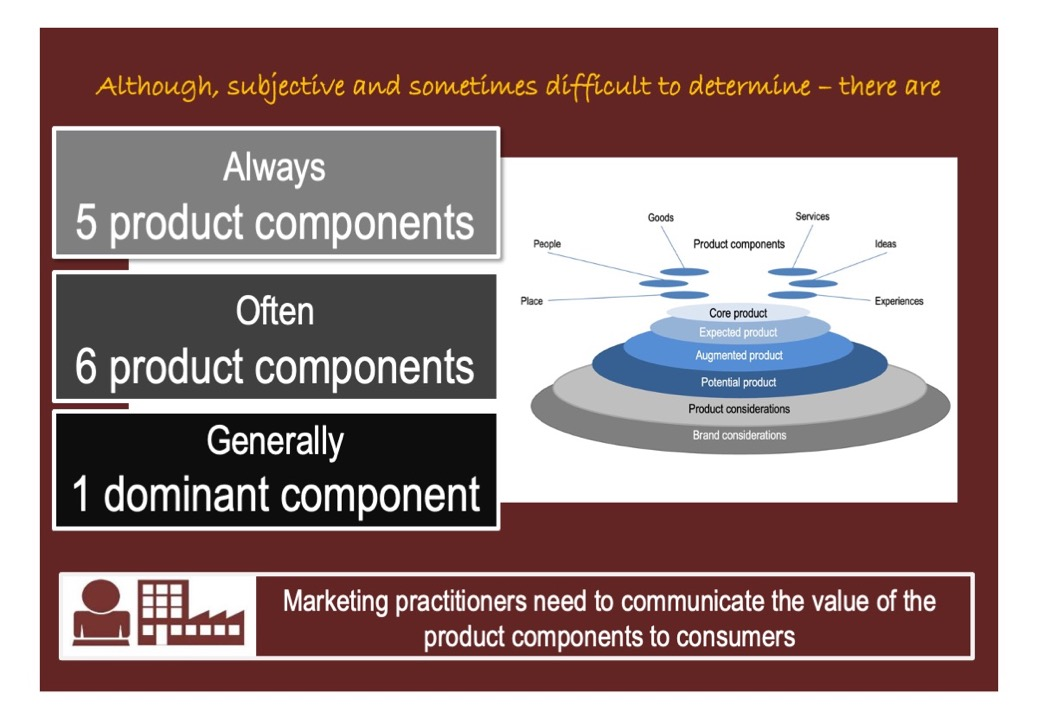 Although, subjective and sometimes difficult to determine – there are
Always
5 product components
Often
6 product components
Generally
1 dominant component
Goods
Services
People
Product components
Ideas
Place
Experiences
Core product
Expected product
Augmented product
Potential product
Product considerations
Brand considerations
Marketing practitioners need to communicate the value of the
product components to consumers